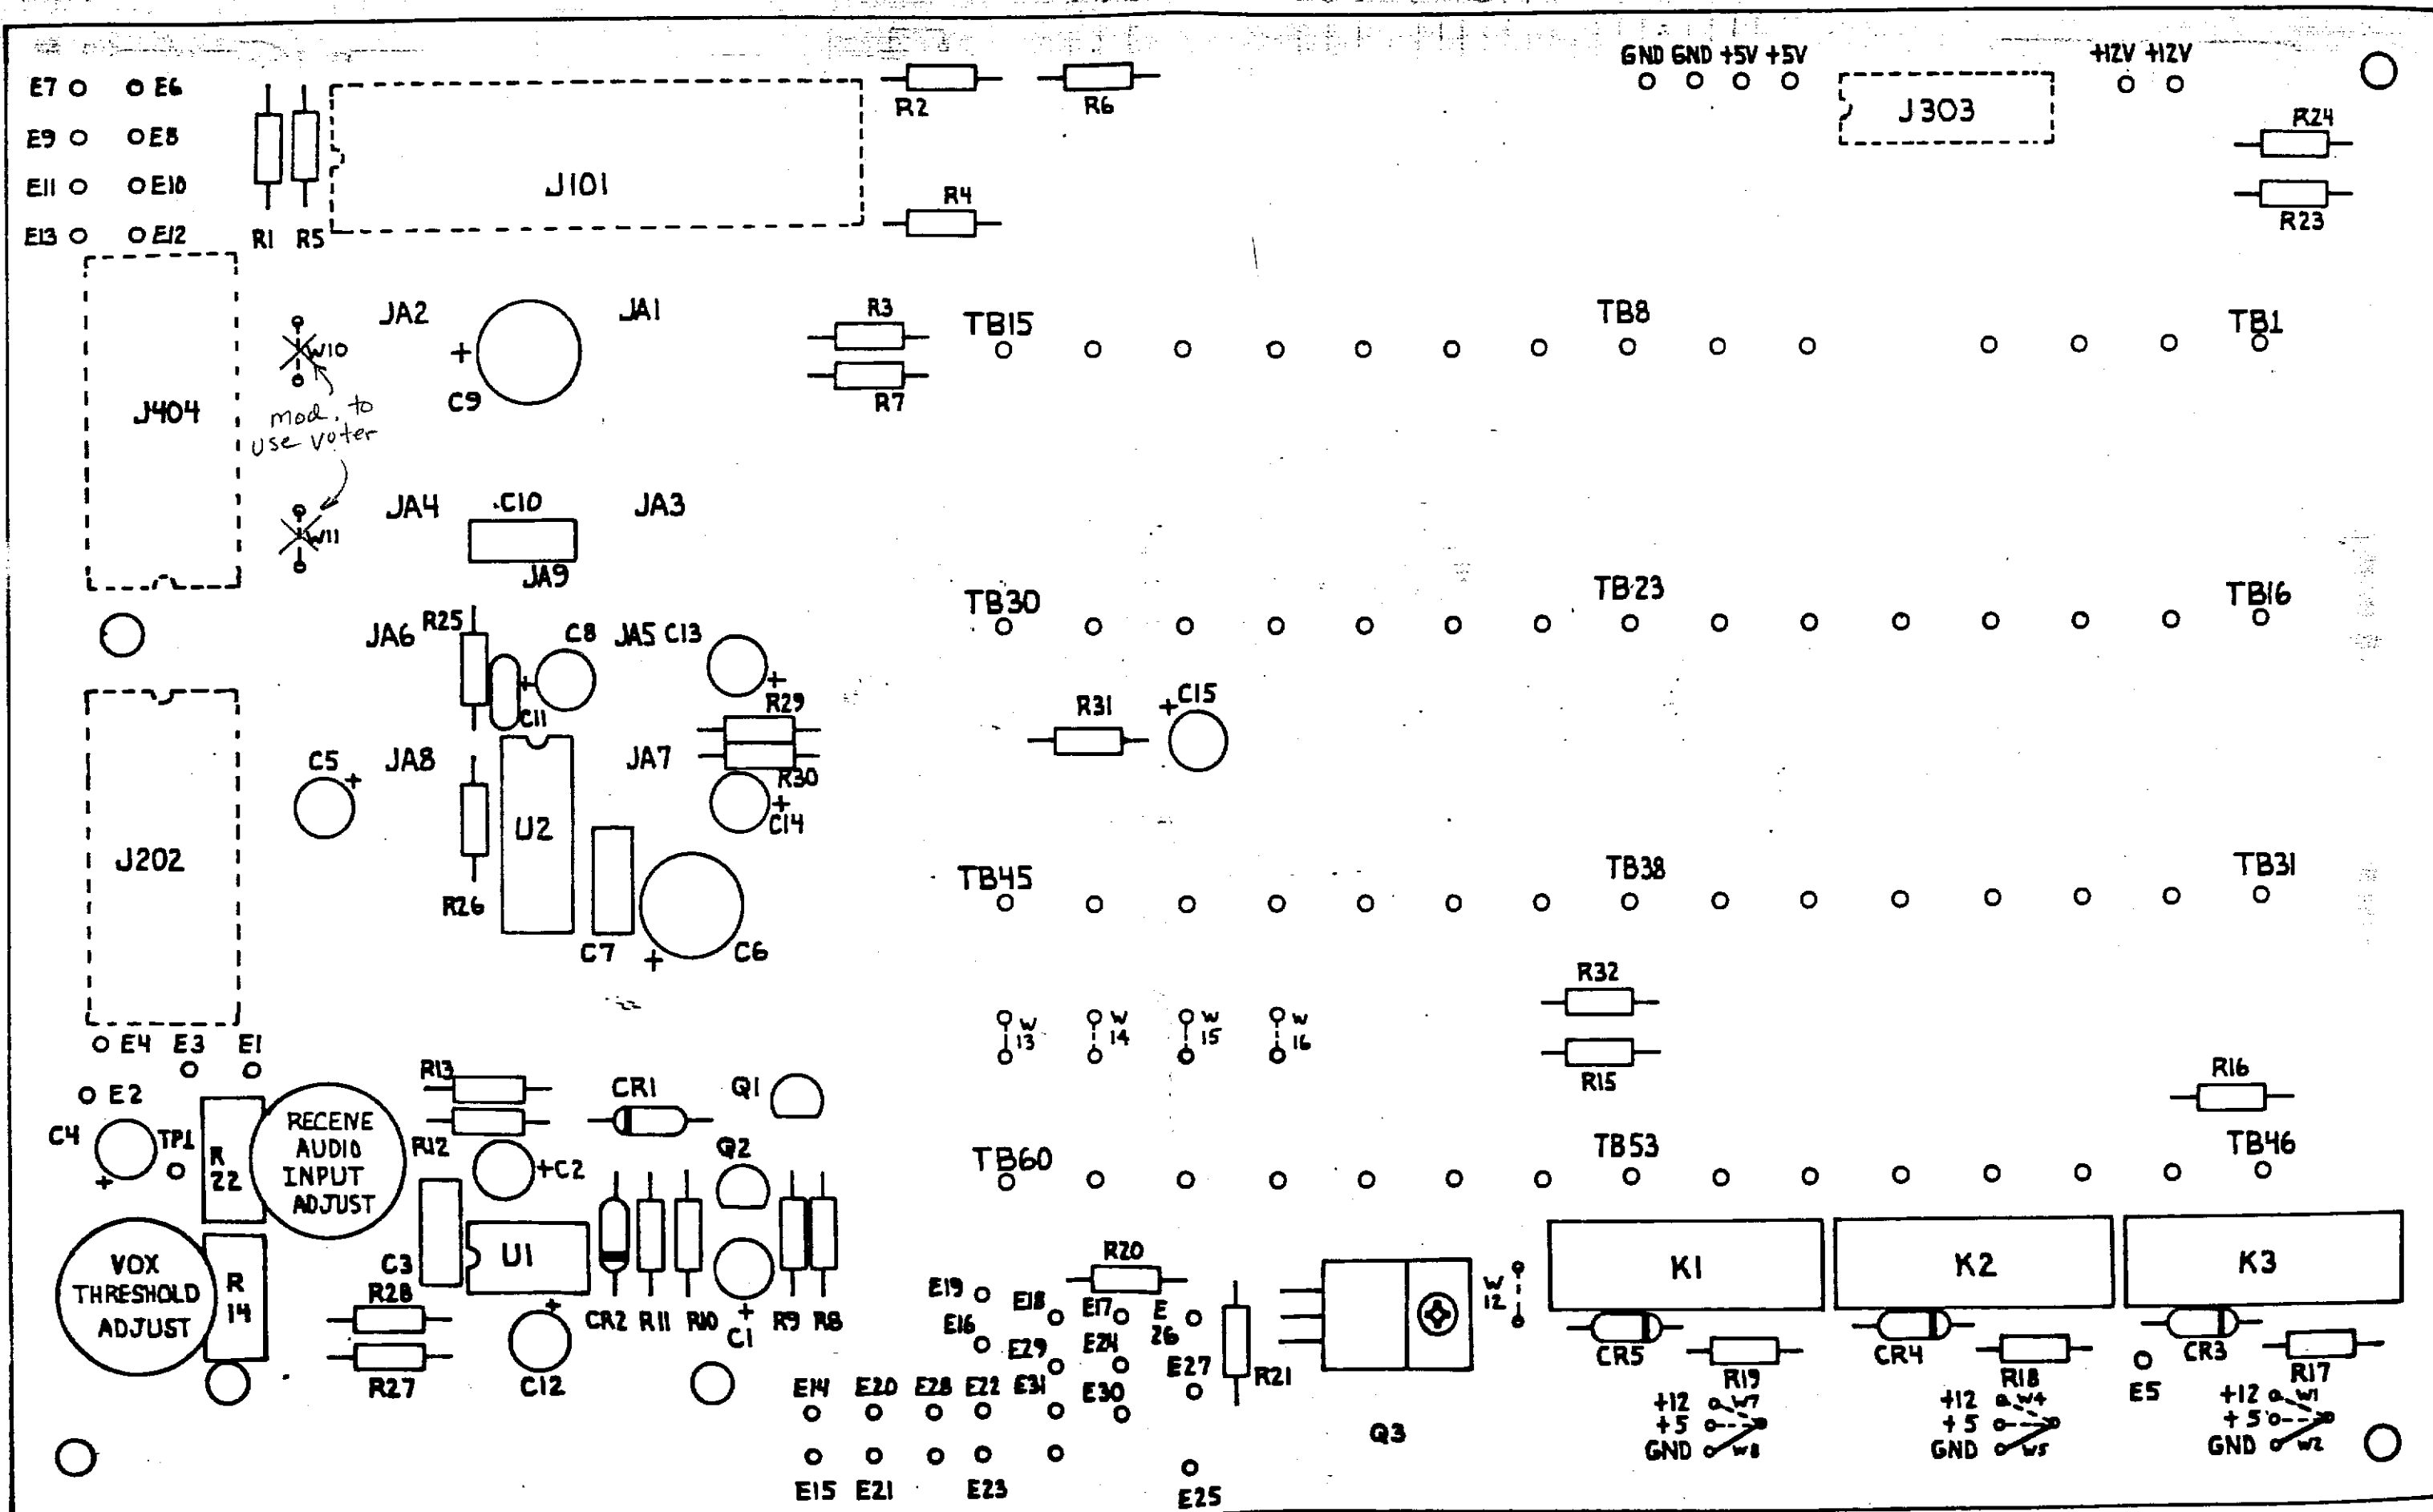 GND GND +5V +5V
+12V +12V
E7 E6
R2 R6
J303
R24
E9 E8
E11 E10
J101
R4
R23
E13 E12
R1 R5
JA2
JA1
R3
TB15
TB8
TB1
W10
C9
R7
J404
mod. to
use voter
JA4
C10
JA3
W11
JA9
TB30
TB23
TB16
R25
JA6
C8
JA5
C13
C11
R29
R31
C15
C5
JA8
JA7
R30
C14
U2
J202
R26
TB45
TB38
TB31
C7
C6
R32
W
13
W
14
W
15
W
16
E4 E3 E1
R13
CR1
Q1
R15
R16
E2
C4
TP1
R
22
RECEIVE
AUDIO
INPUT
ADJUST
R12
C2
Q2
TB60
TB53
TB46
VOX
THRESHOLD
ADJUST
R
14
C3
U1
R28
R27
C12
CR2 R11 R10 C1 R9 R8
R20
E19
E18
E17
E
26
E16
E29
E24
E27
R21
W
12
K1
K2
K3
CR5
CR4
CR3
R19
R18
R17
E5
E14 E20 E28 E22 E31 E30
Q3
+12 W7
+5
GND W8
+12 W4
+5
GND W5
+12 W1
+5
GND W2
E15 E21 E23
E25